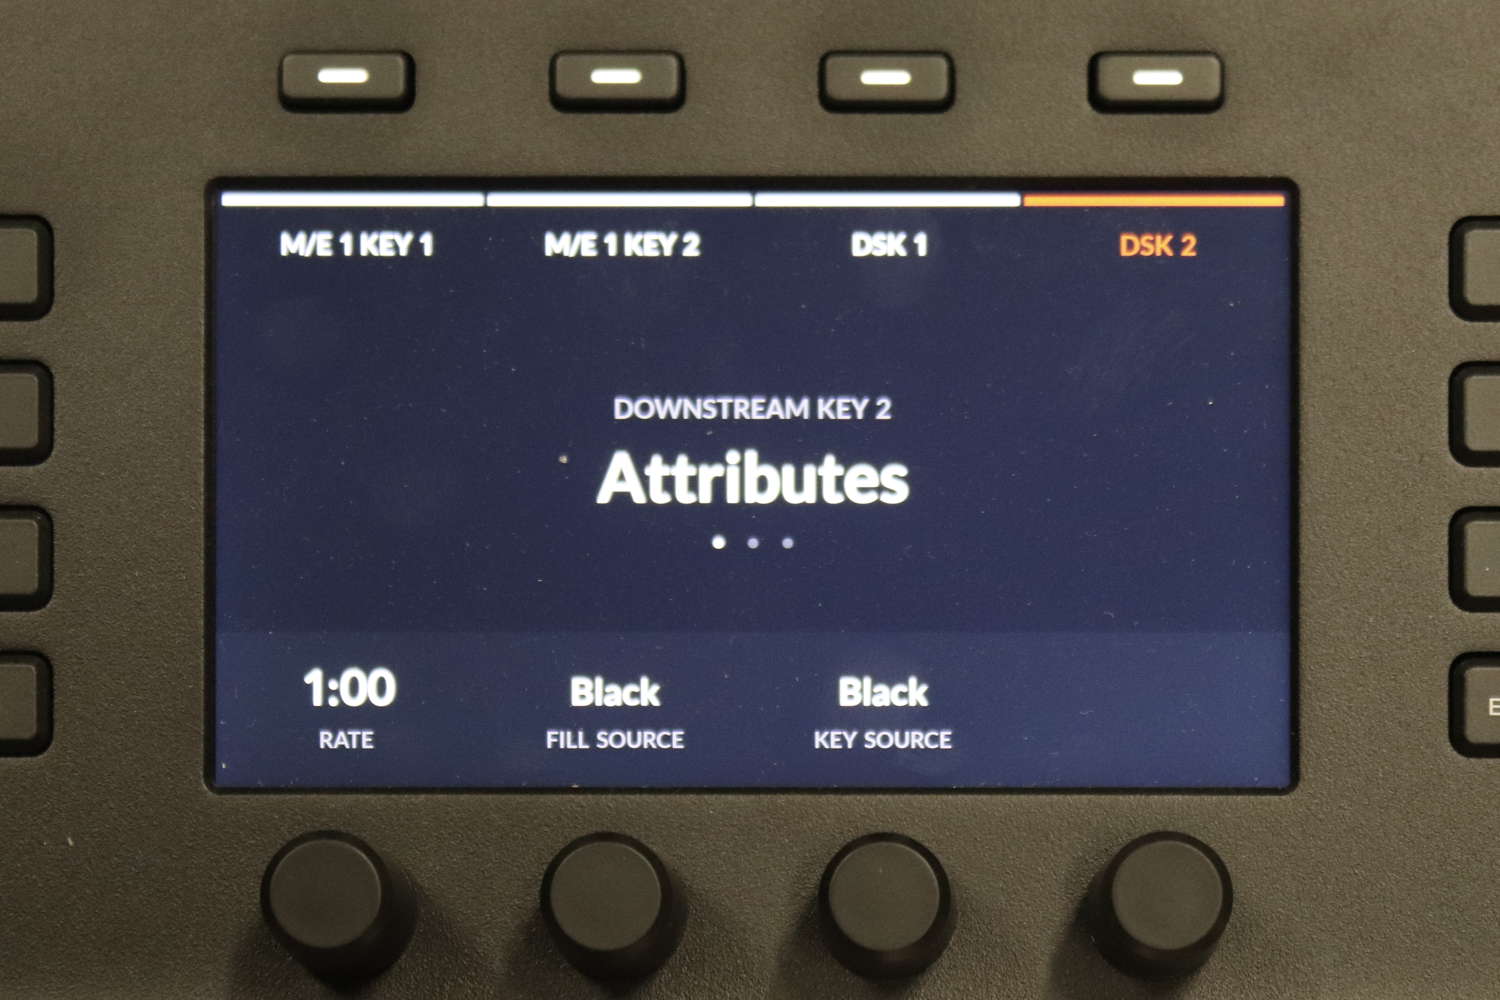 M/E 1 KEY 1
M/E 1 KEY 2
DSK 1
DSK 2
DOWNSTREAM KEY 2
Attributes
1:00
Black
Black
RATE
FILL SOURCE
KEY SOURCE